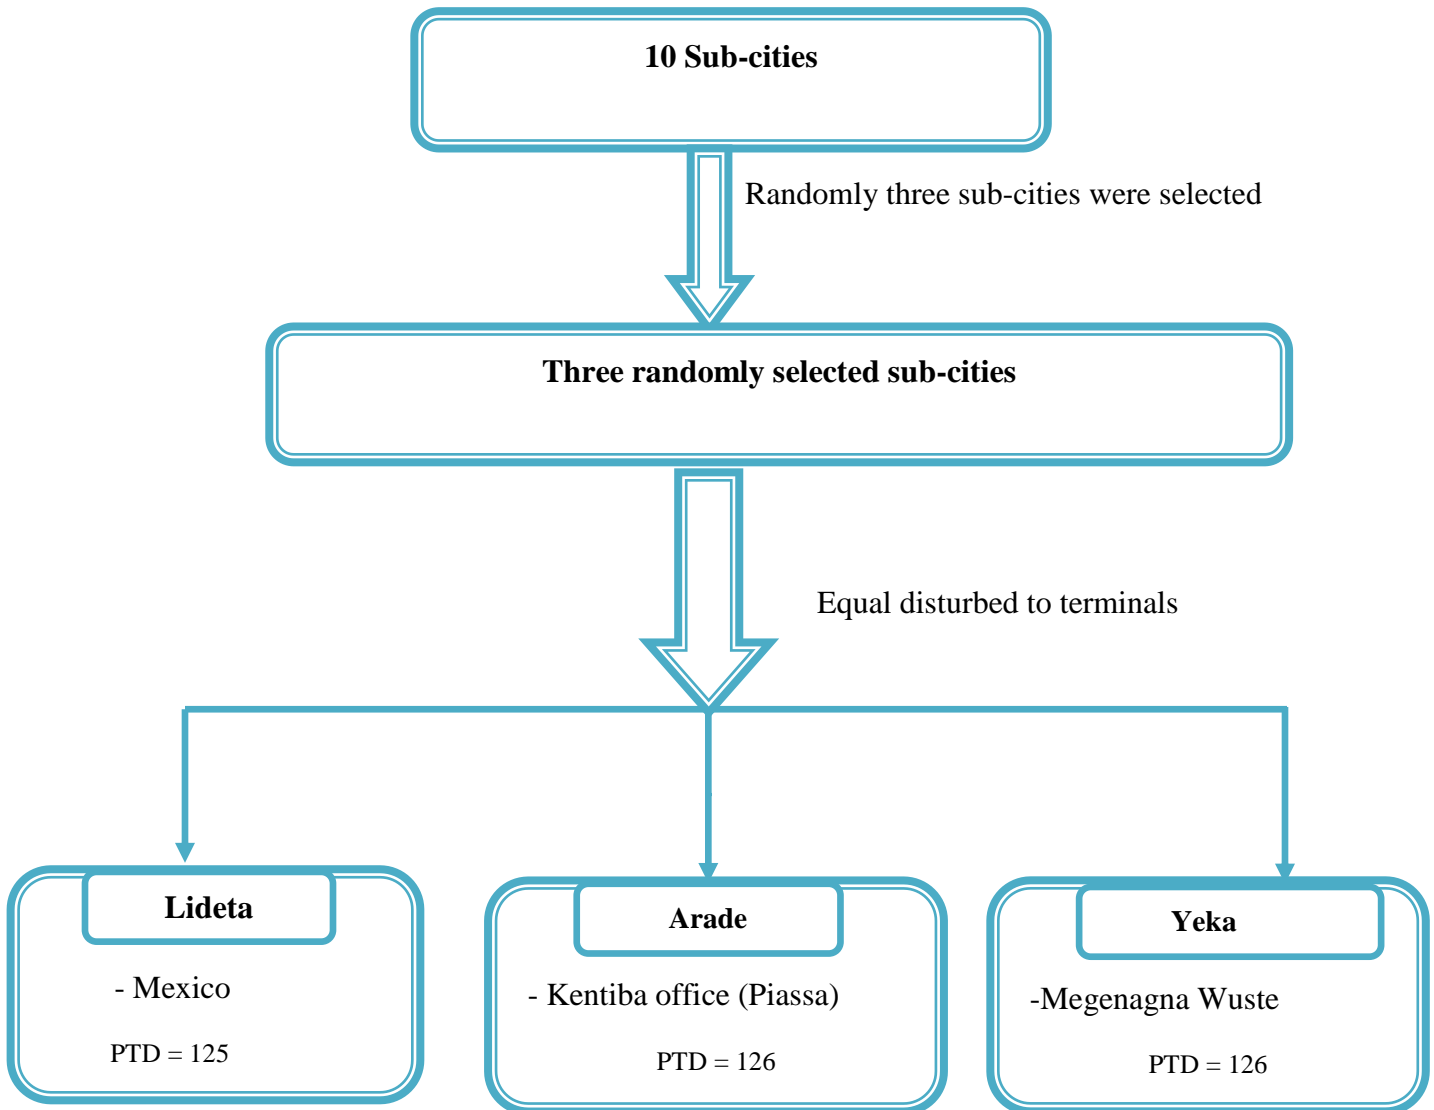 10 Sub-cities
Randomly three sub-cities were selected
Three randomly selected sub-cities
Equal disturbed to terminals
Lideta
- Mexico
PTD = 125
Arade
- Kentiba office (Piassa)
PTD = 126
Yeka
-Megenagna Wuste
PTD = 126